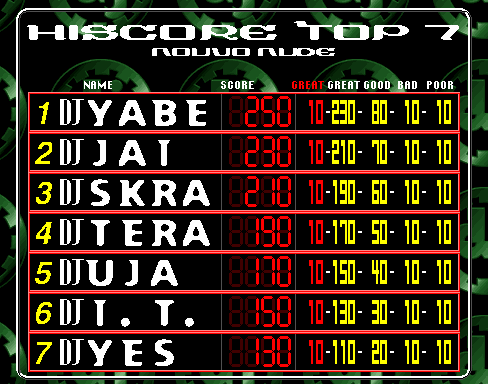 HISCORE TOP 7
NOUVO NUDE
NAME SCORE GREAT GREAT GOOD BAD POOR
1 DJ YABE 250 10-230- 80- 10- 10
2 DJ JAI 230 10-210- 70- 10- 10
3 DJ SKRA 210 10-190- 60- 10- 10
4 DJ TERA 190 10-170- 50- 10- 10
5 DJ UJA 170 10-150- 40- 10- 10
6 DJ I. T. 150 10-130- 30- 10- 10
7 DJ YES 130 10-110- 20- 10- 10